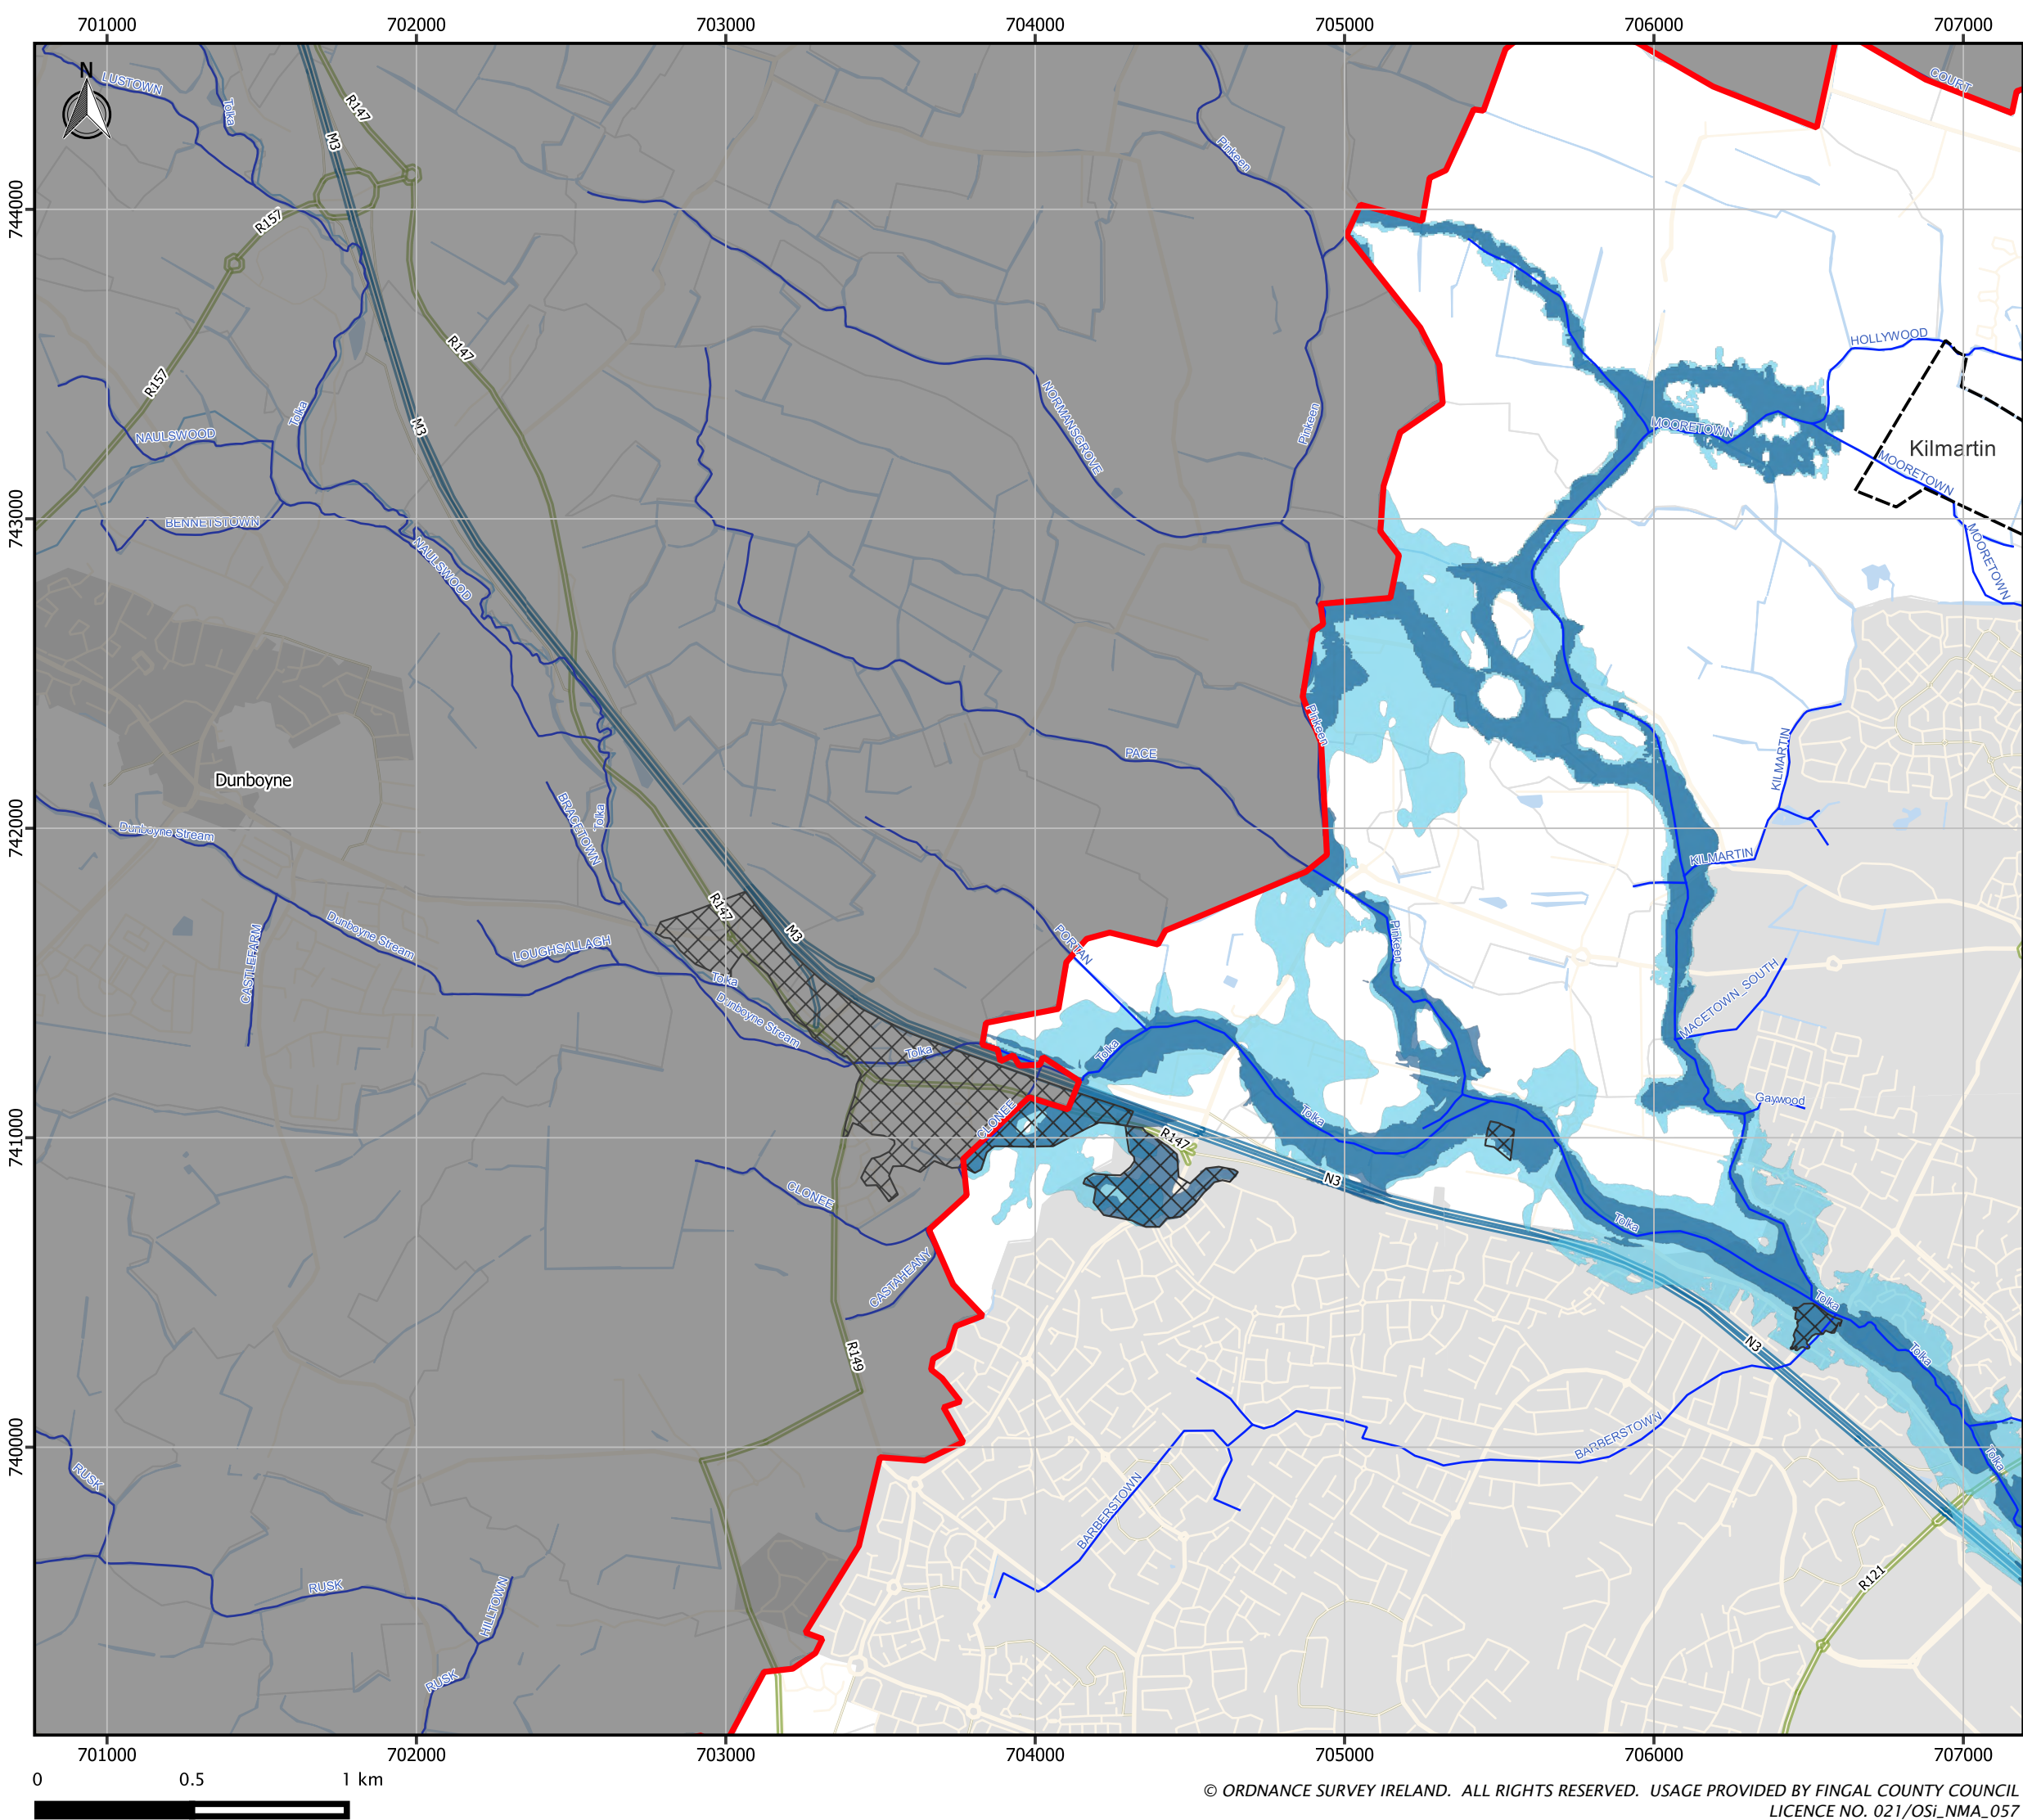 701000
702000
703000
704000
705000
706000
707000
N
LUSTOWN
Tolka
R147
M3
Pinkeen
COURT
744000
R157
R147
HOLLYWOOD
R157
NORMANSGROVE
Pinkeen
Tolka
M3
NAULSWOOD
MOORETOWN
Kilmartin
MOORETOWN
743000
BENNETSTOWN
NAULSWOOD
MOORETOWN
Pinkeen
PACE
KILMARTIN
Dunboyne
742000
Dunboyne Stream
BRACETOWN
Tolka
KILMARTIN
R147
M3
Dunboyne Stream
CASTLEFARM
LOUGHSALLAGH
PORTAN
Pinkeen
Tolka
Dunboyne Stream
MACETOWN_SOUTH
Tolka
Tolka
741000
CLONEE
Tolka
Gaywood
R147
N3
CLONEE
Tolka
CASTAHEANY
Tolka
R149
N3
Tolka
740000
RUSK
BARBERSTOWN
BARBERSTOWN
Tolka
R121
RUSK
HILLTOWN
RUSK
701000
702000
703000
704000
705000
706000
707000
0
0.5
1 km
© ORDNANCE SURVEY IRELAND. ALL RIGHTS RESERVED. USAGE PROVIDED BY FINGAL COUNTY COUNCIL
LICENCE NO. 021/OSi_NMA_057